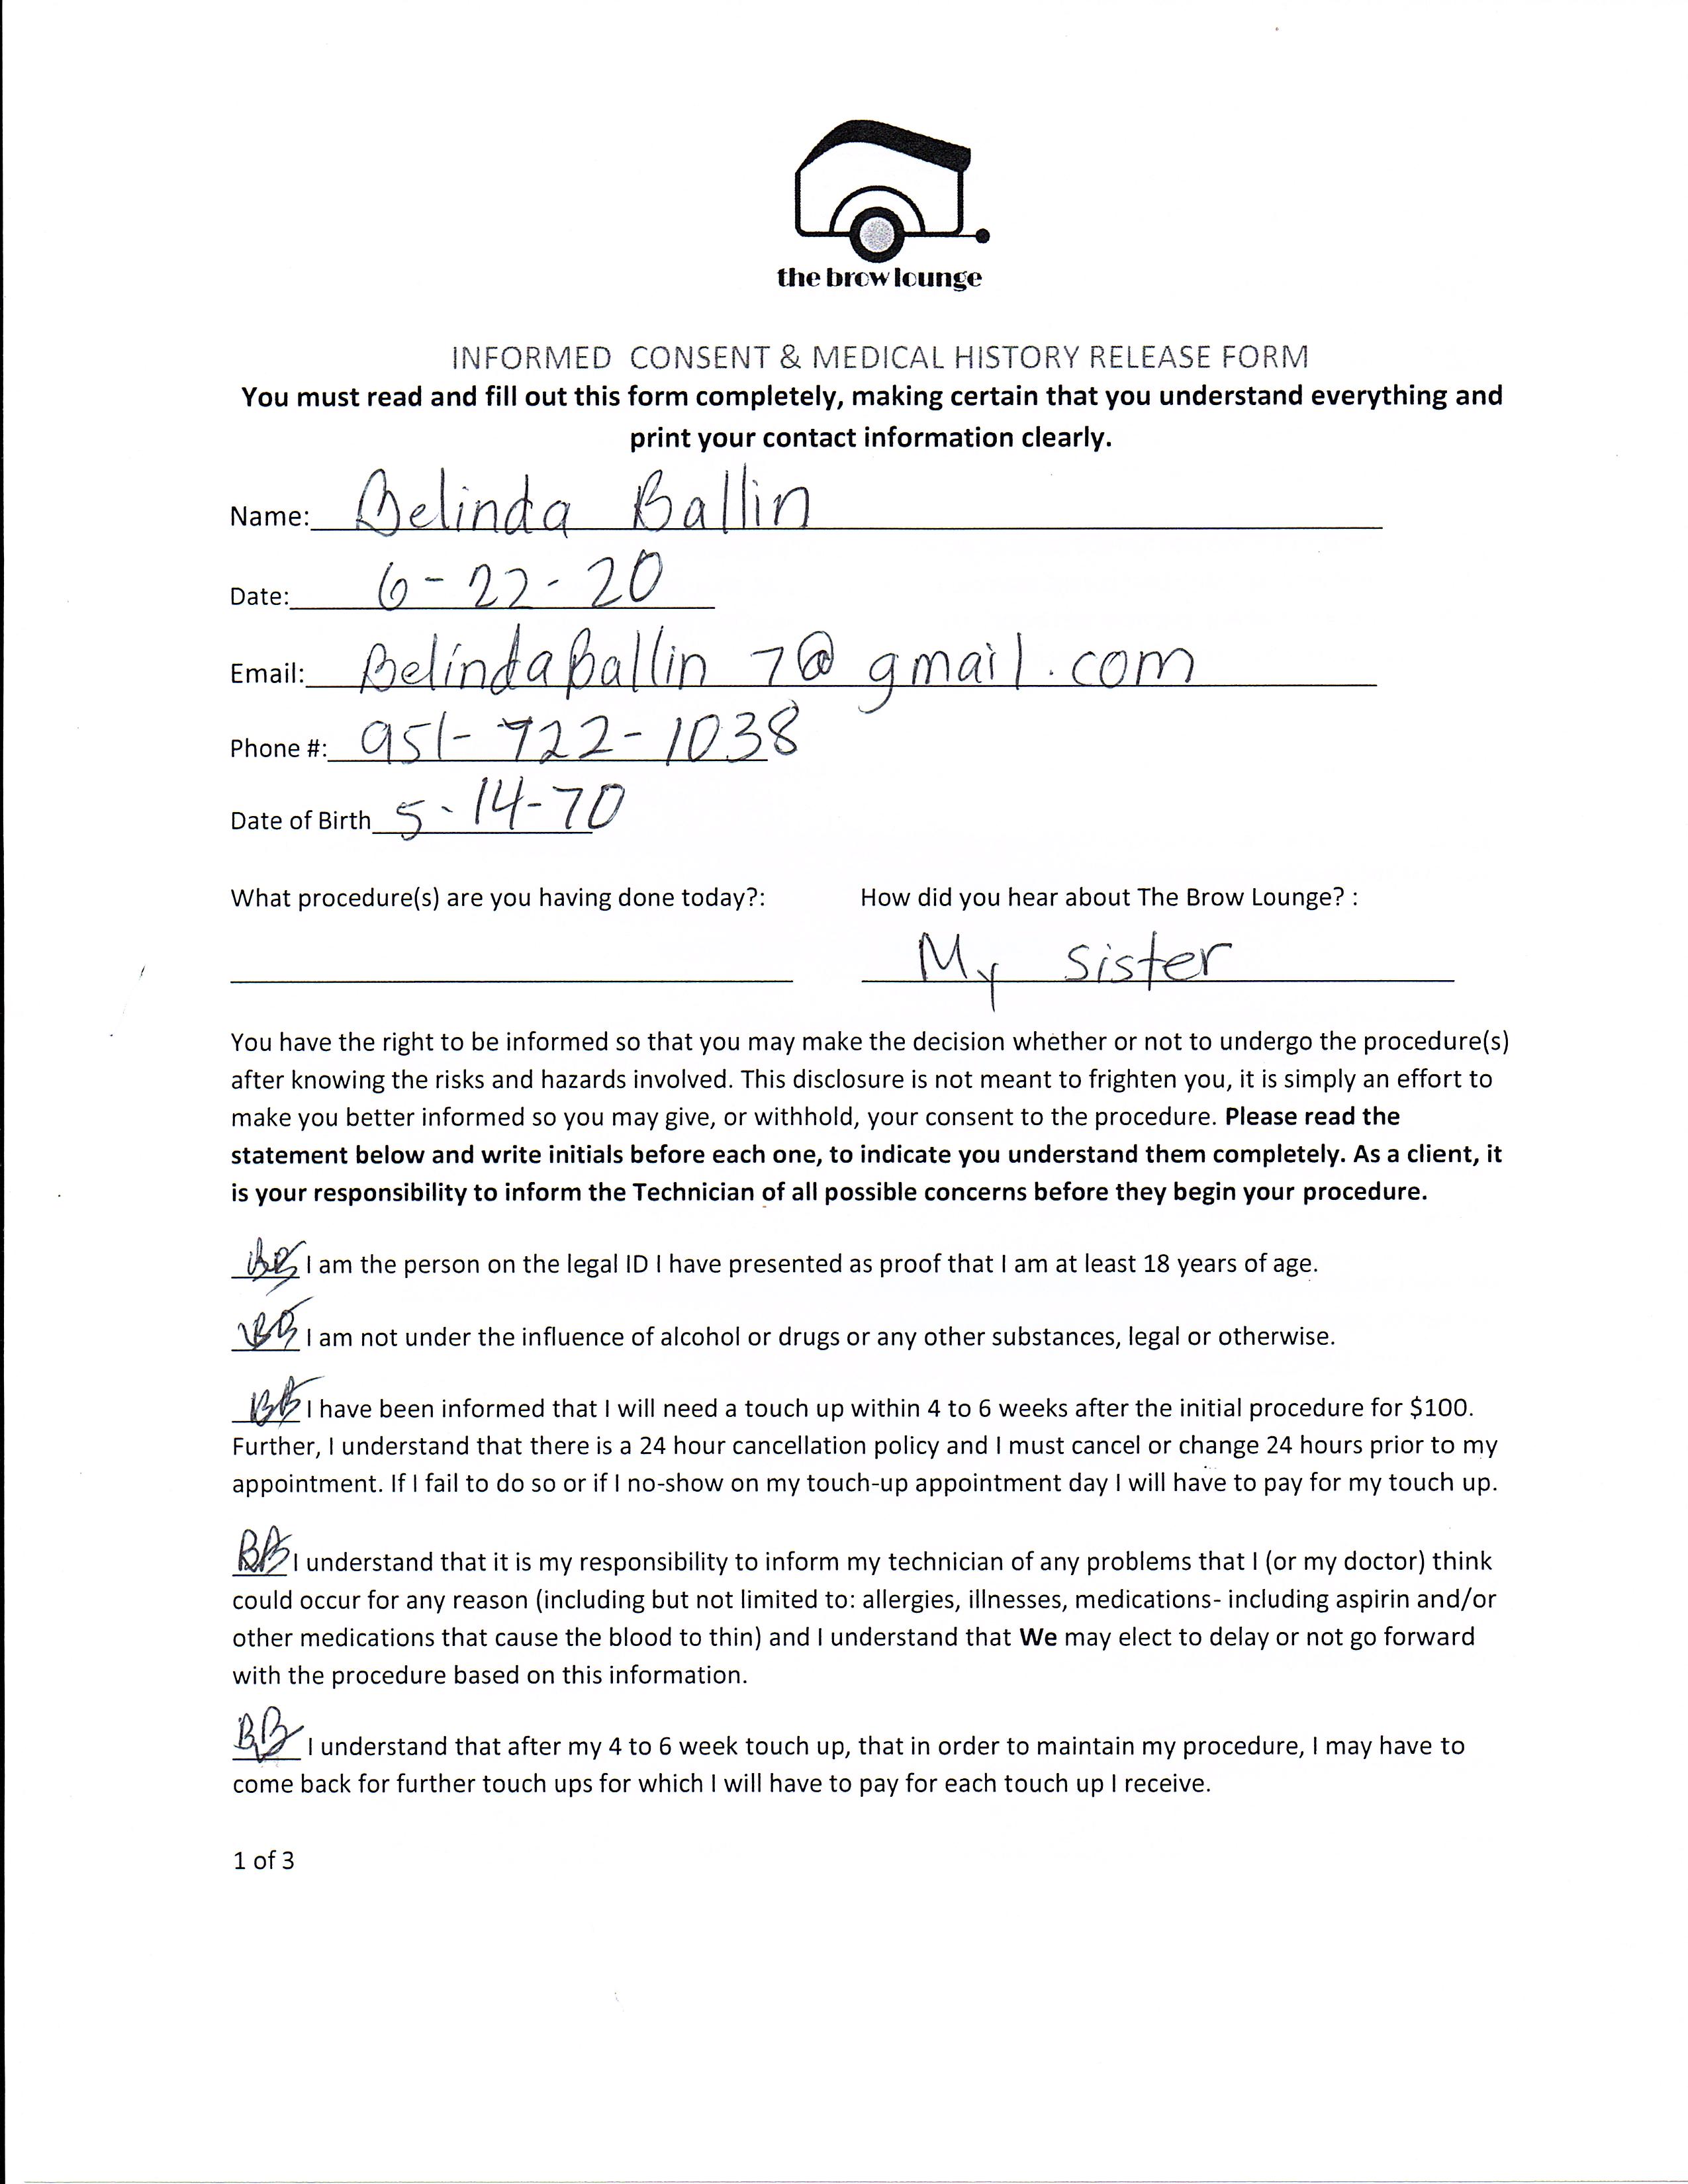 the brow lounge
INFORMED CONSENT & MEDICAL HISTORY RELEASE FORM
You must read and fill out this form completely, making certain that you understand everything and
print your contact information clearly.
Name: Belinda Ballin
Date: 6-22-20
Email: BelindaBallin7@gmail.com
Phone #: 951-722-1038
Date of Birth 5-14-70
What procedure(s) are you having done today?: How did you hear about The Brow Lounge? :
My sister
You have the right to be informed so that you may make the decision whether or not to undergo the procedure(s)
after knowing the risks and hazards involved. This disclosure is not meant to frighten you, it is simply an effort to
make you better informed so you may give, or withhold, your consent to the procedure. Please read the
statement below and write initials before each one, to indicate you understand them completely. As a client, it
is your responsibility to inform the Technician of all possible concerns before they begin your procedure.
BB I am the person on the legal ID I have presented as proof that I am at least 18 years of age.
BB I am not under the influence of alcohol or drugs or any other substances, legal or otherwise.
BB I have been informed that I will need a touch up within 4 to 6 weeks after the initial procedure for $100.
Further, I understand that there is a 24 hour cancellation policy and I must cancel or change 24 hours prior to my
appointment. If I fail to do so or if I no-show on my touch-up appointment day I will have to pay for my touch up.
BB I understand that it is my responsibility to inform my technician of any problems that I (or my doctor) think
could occur for any reason (including but not limited to: allergies, illnesses, medications- including aspirin and/or
other medications that cause the blood to thin) and I understand that We may elect to delay or not go forward
with the procedure based on this information.
BB I understand that after my 4 to 6 week touch up, that in order to maintain my procedure, I may have to
come back for further touch ups for which I will have to pay for each touch up I receive.
1 of 3